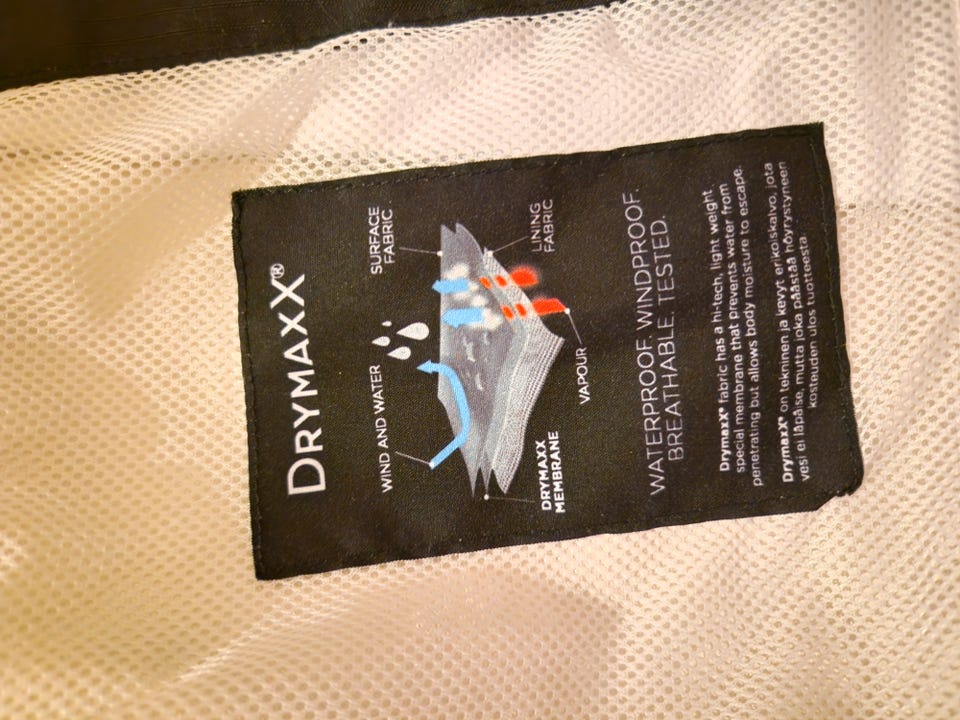 DRYMAXX®
SURFACE
FABRIC
WIND AND WATER
LINING
FABRIC
VAPOUR
DRYMAXX
MEMBRANE
WATERPROOF. WINDPROOF.
BREATHABLE. TESTED.
DrymaxX® fabric has a hi-tech, light weight
special membrane that prevents water from
penetrating but allows body moisture to escape.
DrymaxX® on tekninen ja kevyt erikoiskalvo, jota
vesi ei läpäise, mutta joka päästää höyrystyneen
kosteuden ulos tuotteesta